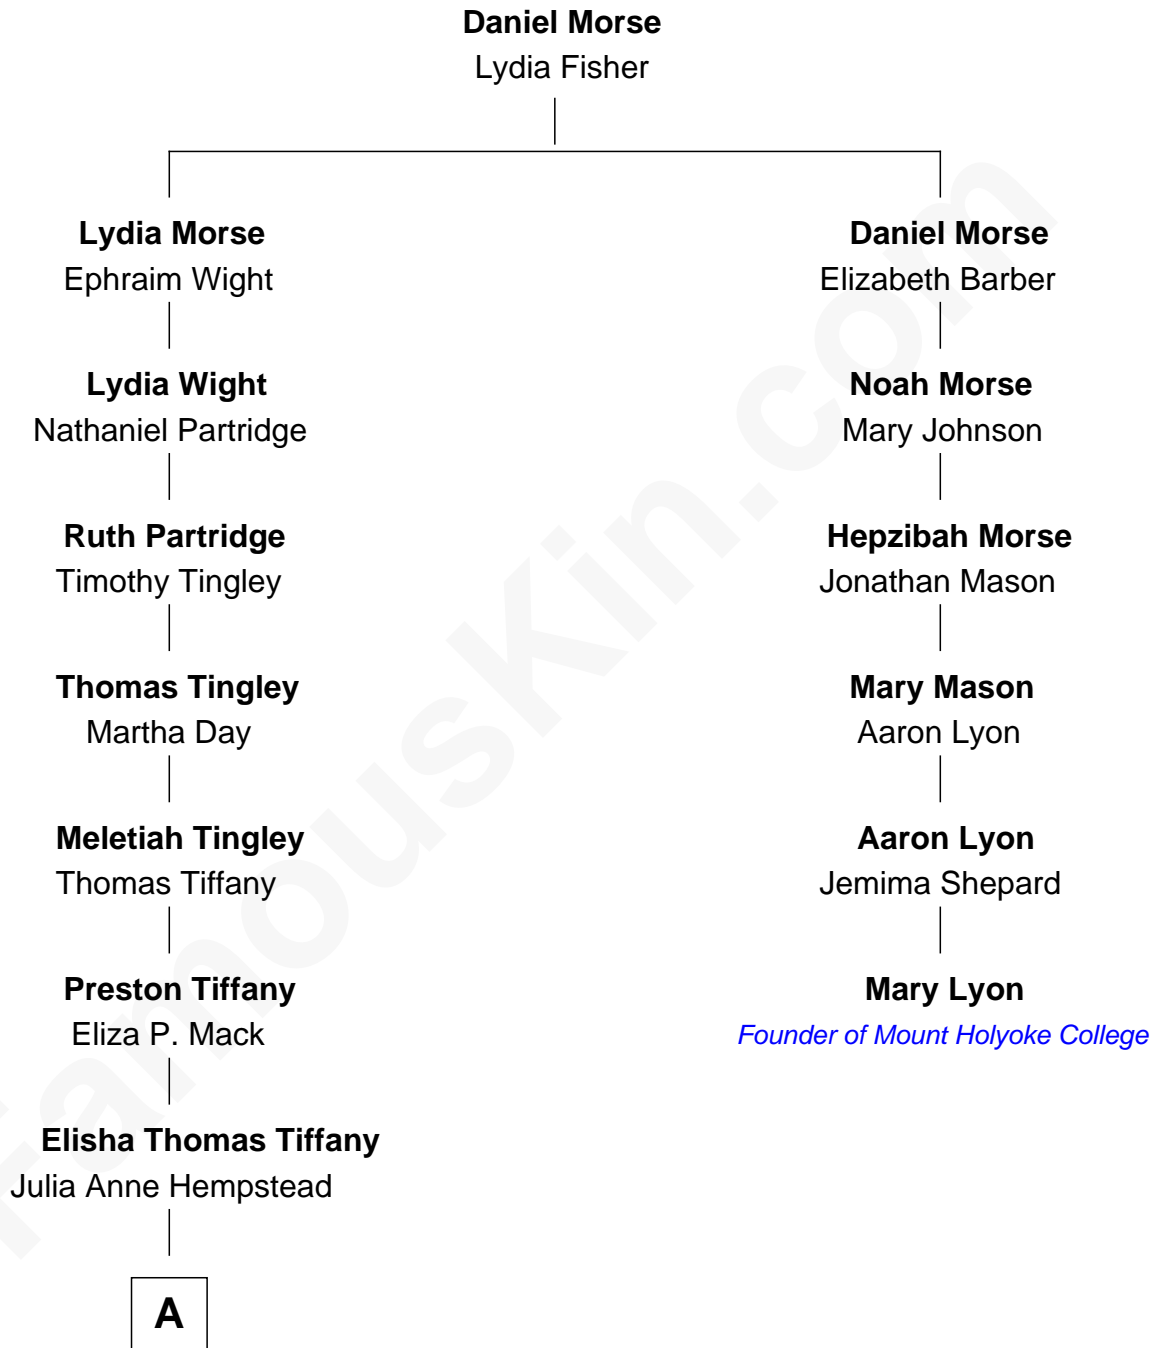 Daniel Morse
Lydia Fisher
Lydia Morse
Ephraim Wight
Daniel Morse
Elizabeth Barber
Lydia Wight
Nathaniel Partridge
Noah Morse
Mary Johnson
Ruth Partridge
Timothy Tingley
Hepzibah Morse
Jonathan Mason
Thomas Tingley
Martha Day
Mary Mason
Aaron Lyon
Meletiah Tingley
Thomas Tiffany
Aaron Lyon
Jemima Shepard
Preston Tiffany
Eliza P. Mack
Mary Lyon
Founder of Mount Holyoke College
Elisha Thomas Tiffany
Julia Anne Hempstead
A
FamousKin.com